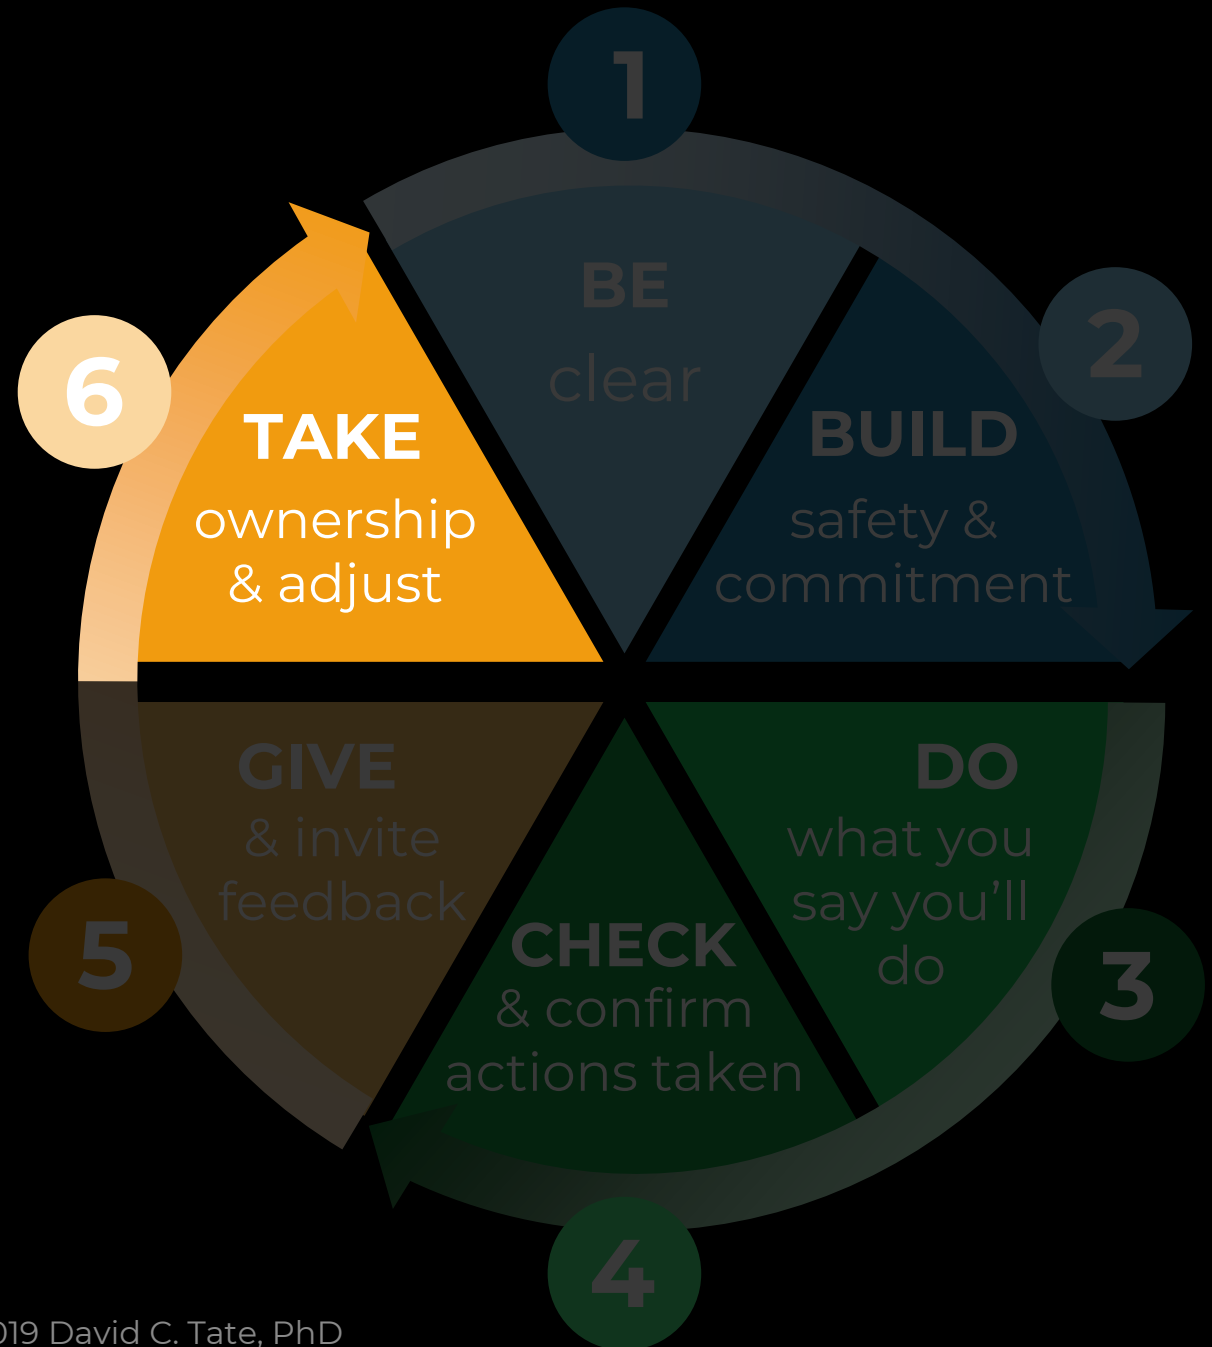 1
BE
clear
2
BUILD
safety &
commitment
3
DO
what you
say you'll
do
4
CHECK
& confirm
actions taken
5
GIVE
& invite
feedback
6
TAKE
ownership
& adjust
019 David C. Tate, PhD